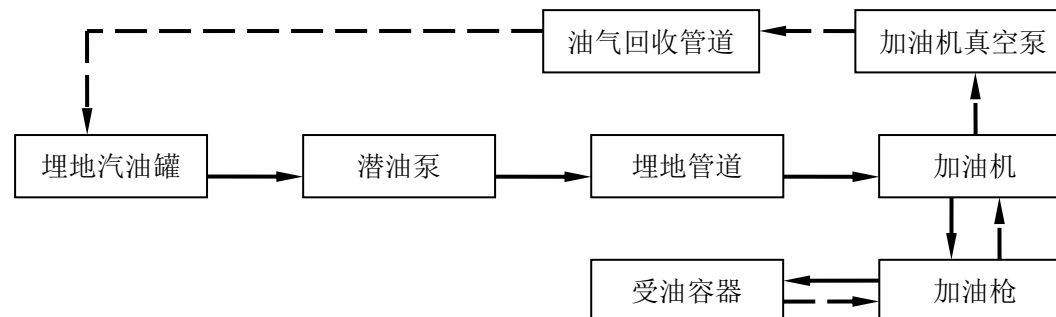 油气回收管道
加油机真空泵
埋地汽油罐
潜油泵
埋地管道
加油机
受油容器
加油枪